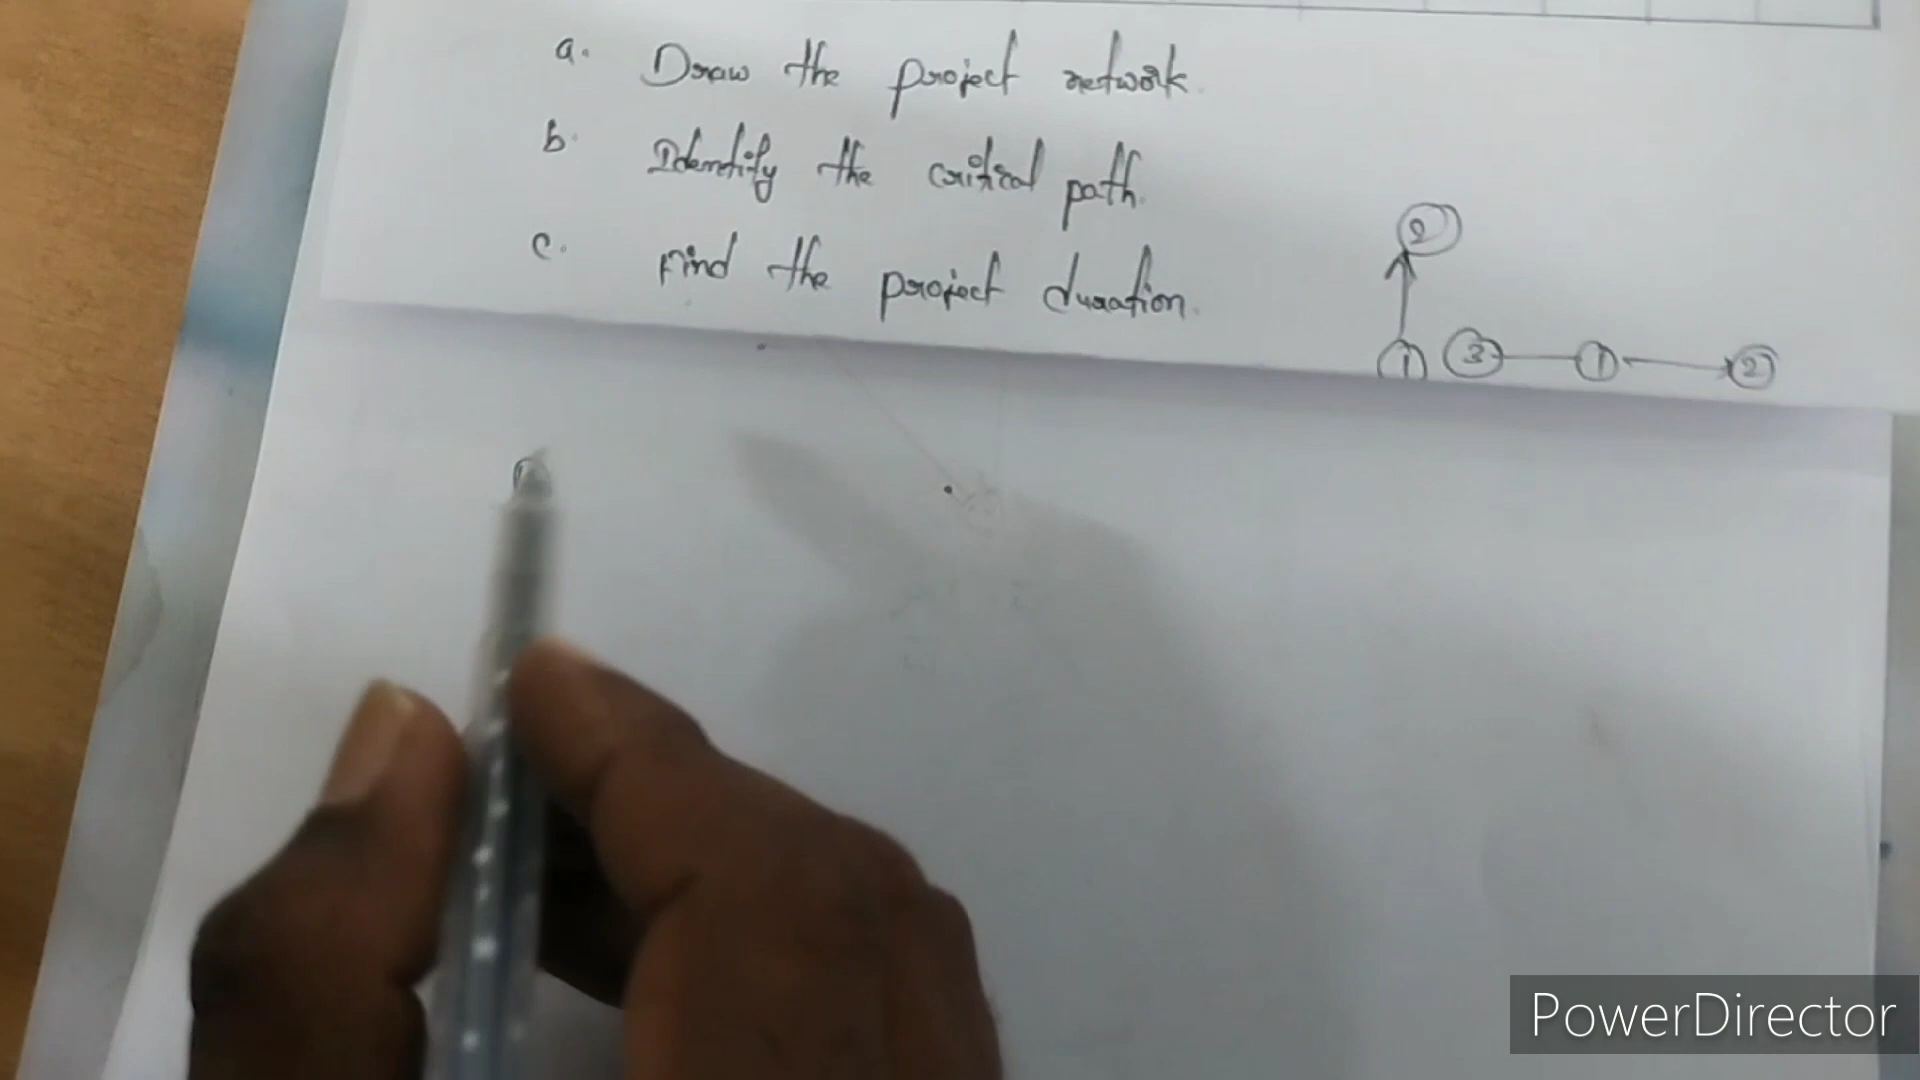 a. Draw the project network.
b. Identify the critical path.
c. Find the project duration.
2
1 3 1 2
PowerDirector